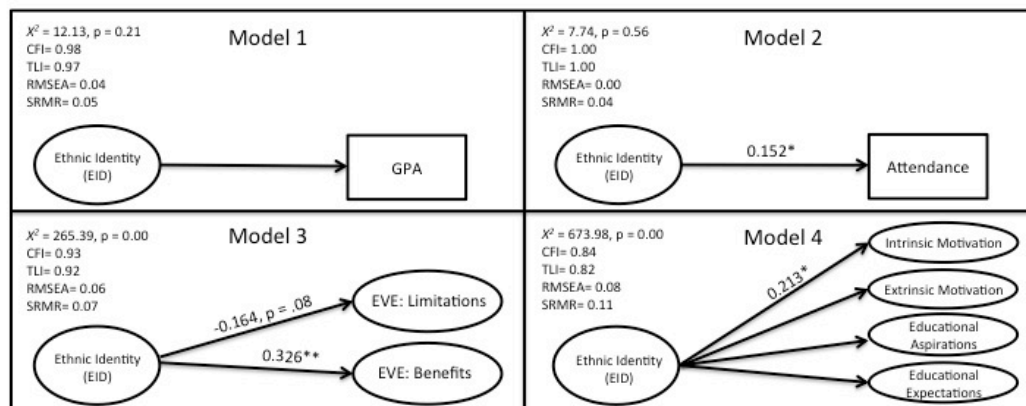 Model 1
X² = 12.13, p = 0.21
CFI= 0.98
TLI= 0.97
RMSEA= 0.04
SRMR= 0.05
Ethnic Identity
(EID)
GPA
Model 2
X² = 7.74, p = 0.56
CFI= 1.00
TLI= 1.00
RMSEA= 0.00
SRMR= 0.04
Ethnic Identity
(EID)
0.152*
Attendance
Model 3
X² = 265.39, p = 0.00
CFI= 0.93
TLI= 0.92
RMSEA= 0.06
SRMR= 0.07
Ethnic Identity
(EID)
-0.164, p = .08
0.326**
EVE: Limitations
EVE: Benefits
Model 4
X² = 673.98, p = 0.00
CFI= 0.84
TLI= 0.82
RMSEA= 0.08
SRMR= 0.11
Ethnic Identity
(EID)
0.213*
Intrinsic Motivation
Extrinsic Motivation
Educational
Aspirations
Educational
Expectations